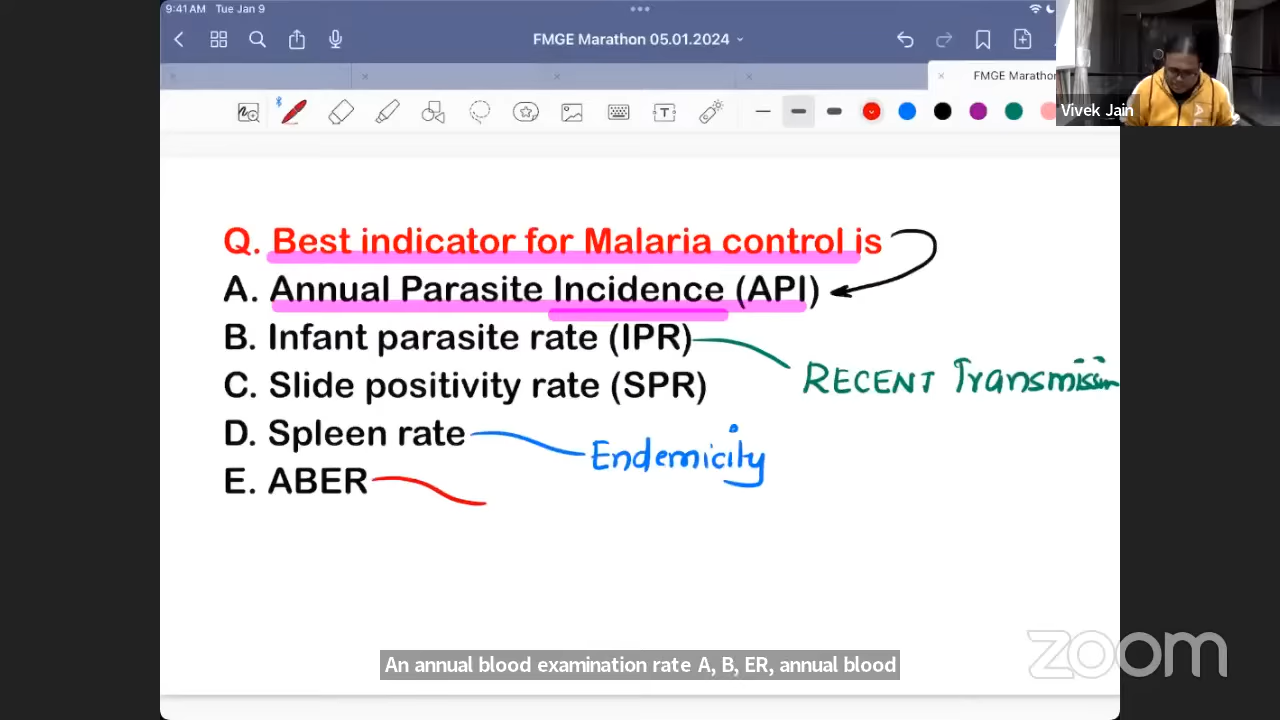 9:41 AM Tue Jan 9
FMGE Marathon 05.01.2024
FMGE Marathon
Vivek Jain
Q. Best indicator for Malaria control is
A. Annual Parasite Incidence (API)
B. Infant parasite rate (IPR)
RECENT Transmission
C. Slide positivity rate (SPR)
D. Spleen rate
Endemicity
E. ABER
An annual blood examination rate A, B, ER, annual blood
zoom